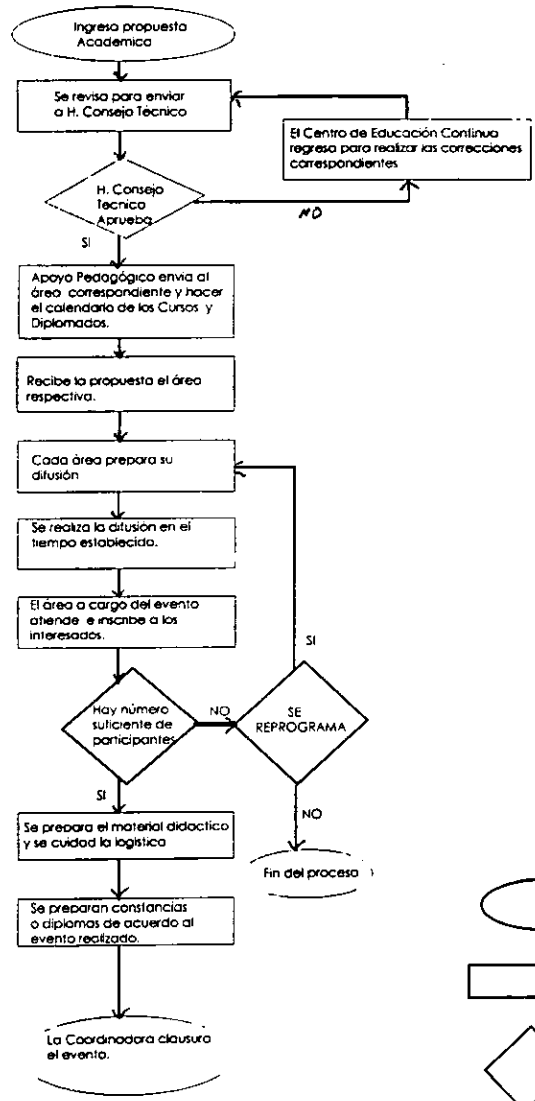 Ingresa propuesta
Academica
Se revisa para enviar
a H. Consejo Técnico
El Centro de Educación Continua
regresa para realizar las correcciones
correspondientes
H. Consejo
Tecnico
Aprueba
NO
SI
Apoyo Pedagógico envia al
área correspondiente y hacer
el calendario de los Cursos y
Diplomados.
Recibe la propuesta el área
respectiva.
Cada área prepara su
difusión
Se realiza la difusión en el
tiempo establecido.
El área a cargo del evento
atiende e inscribe a los
interesados.
SI
Hay número
suficiente de
participantes
NO
SE
REPROGRAMA
SI
NO
Se prepara el material didactico
y se cuidad la logística
Fin del proceso
Se preparan constancias
o diplomas de acuerdo al
evento realizado.
La Coordinadora clausura
el evento.